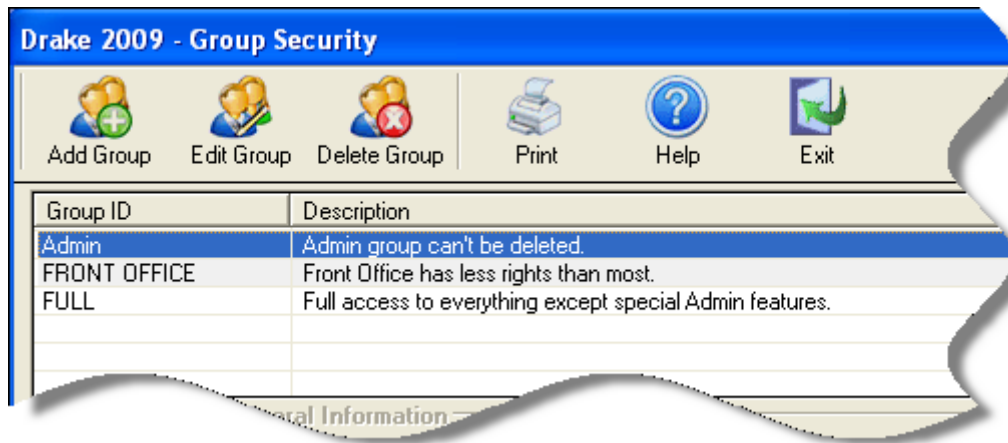 Drake 2009 - Group Security
Add Group Edit Group Delete Group Print Help Exit
Group ID Description
Admin Admin group can't be deleted.
FRONT OFFICE Front Office has less rights than most.
FULL Full access to everything except special Admin features.
Information